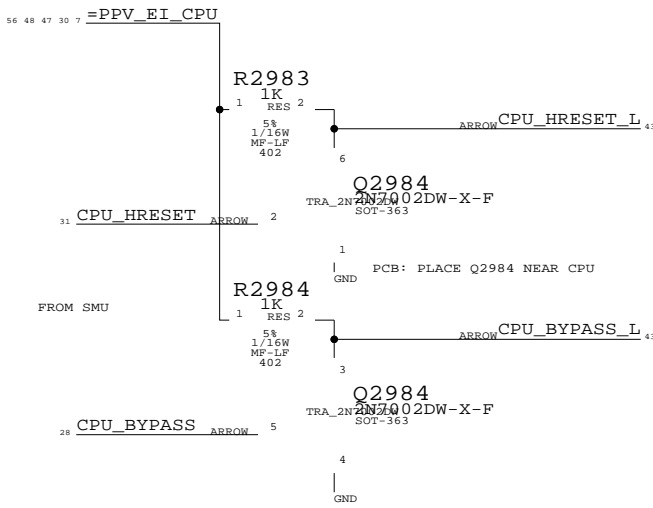 56 48 47 30 7 =PPV_EI_CPU
R2983
1K
1 RES 2
5%
1/16W
MF-LF
402
ARROW CPU_HRESET_L 43
6
Q2984
TRA_2N7002DW 2N7002DW-X-F
SOT-363
31 CPU_HRESET ARROW 2
1
GND
PCB: PLACE Q2984 NEAR CPU
R2984
1K
1 RES 2
FROM SMU
5%
1/16W
MF-LF
402
ARROW CPU_BYPASS_L 43
3
Q2984
TRA_2N7002DW 2N7002DW-X-F
SOT-363
28 CPU_BYPASS ARROW 5
4
GND